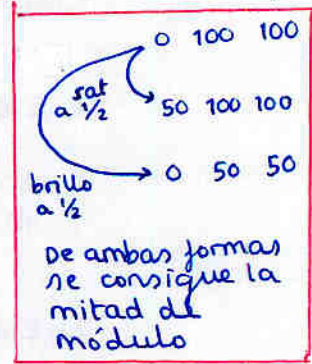 0 100 100
sat
a 1/2
50 100 100
0 50 50
brillo
a 1/2
De ambas formas
se consigue la
mitad de
módulo